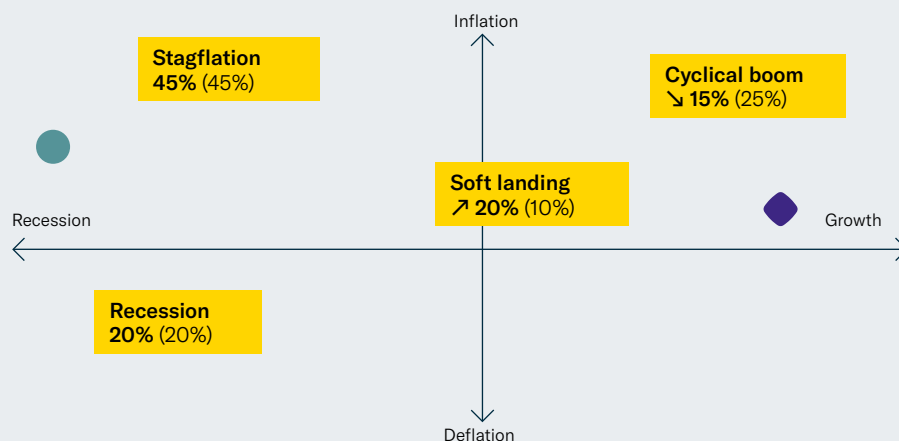 Inflation
Stagflation
45% (45%)
Cyclical boom
↘ 15% (25%)
Soft landing
↗ 20% (10%)
Recession
Growth
Recession
20% (20%)
Deflation